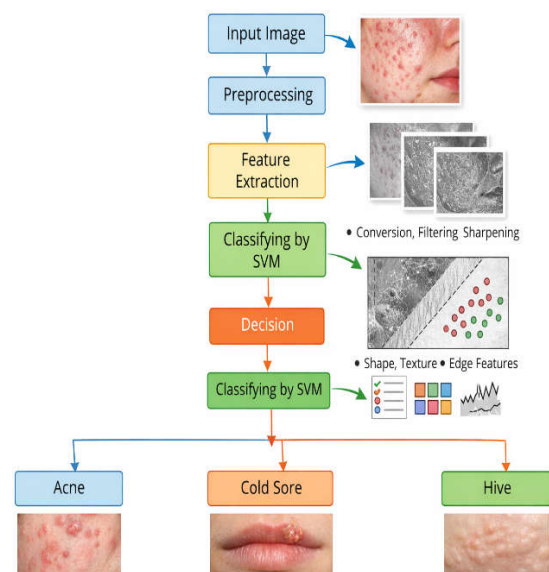 Input Image
Preprocessing
Feature
Extraction
• Conversion, Filtering Sharpening
Classifying by
SVM
Decision
• Shape, Texture • Edge Features
Classifying by SVM
Acne
Cold Sore
Hive